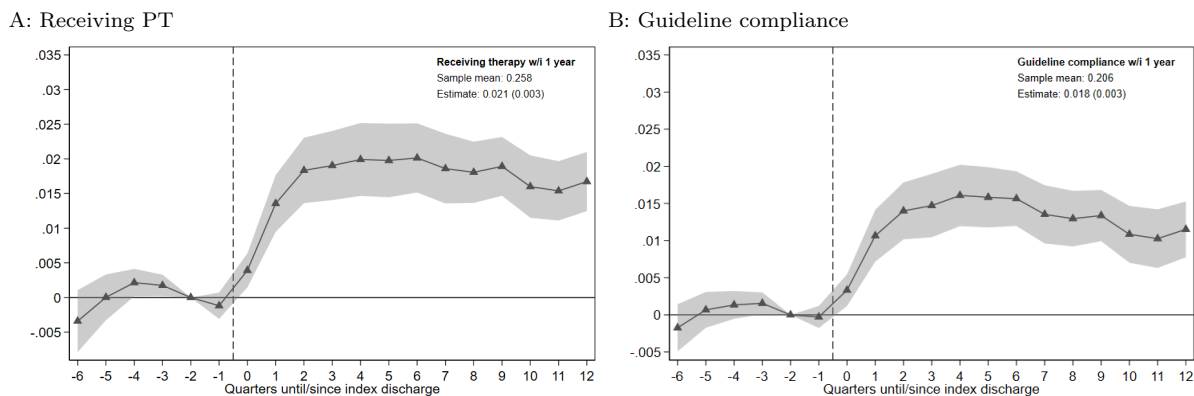 A: Receiving PT
.035
.03
.025
.02
.015
.01
.005
0
-.005
Receiving therapy w/i 1 year
Sample mean: 0.258
Estimate: 0.021 (0.003)
-6 -5 -4 -3 -2 -1 0 1 2 3 4 5 6 7 8 9 10 11 12
Quarters until/since index discharge
B: Guideline compliance
.035
.03
.025
.02
.015
.01
.005
0
-.005
Guideline compliance w/i 1 year
Sample mean: 0.206
Estimate: 0.018 (0.003)
-6 -5 -4 -3 -2 -1 0 1 2 3 4 5 6 7 8 9 10 11 12
Quarters until/since index discharge